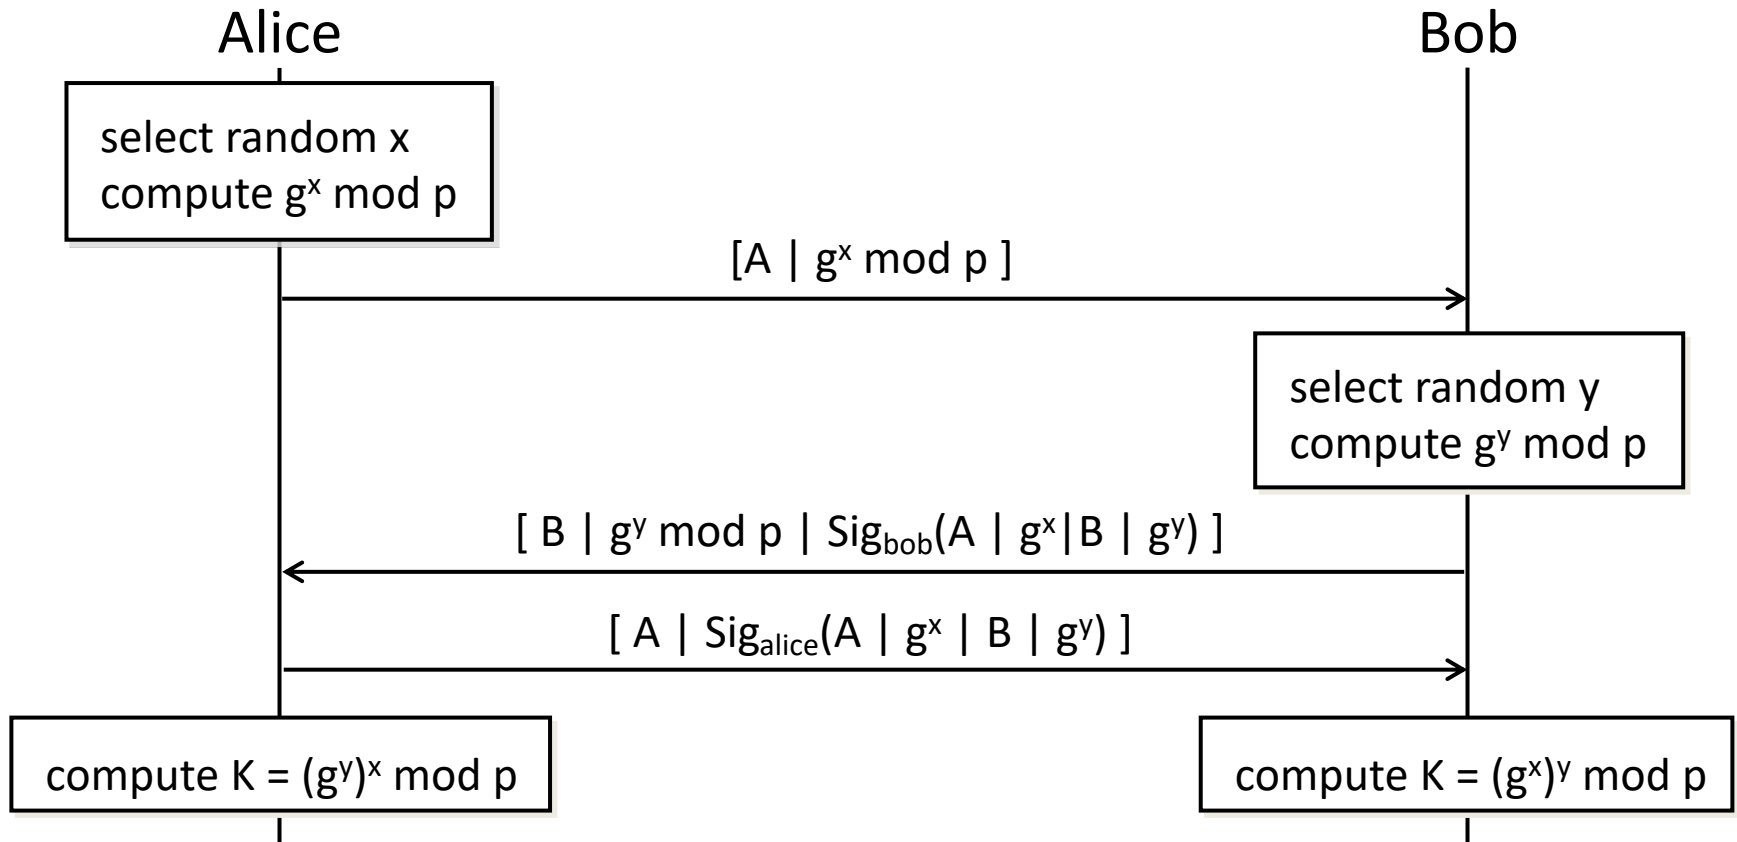 Alice
Bob
select random x
compute gˣ mod p
[A | gˣ mod p ]
select random y
compute gʸ mod p
[ B | gʸ mod p | Sig_bob(A | gˣ|B | gʸ) ]
[ A | Sig_alice(A | gˣ | B | gʸ) ]
compute K = (gʸ)ˣ mod p
compute K = (gˣ)ʸ mod p